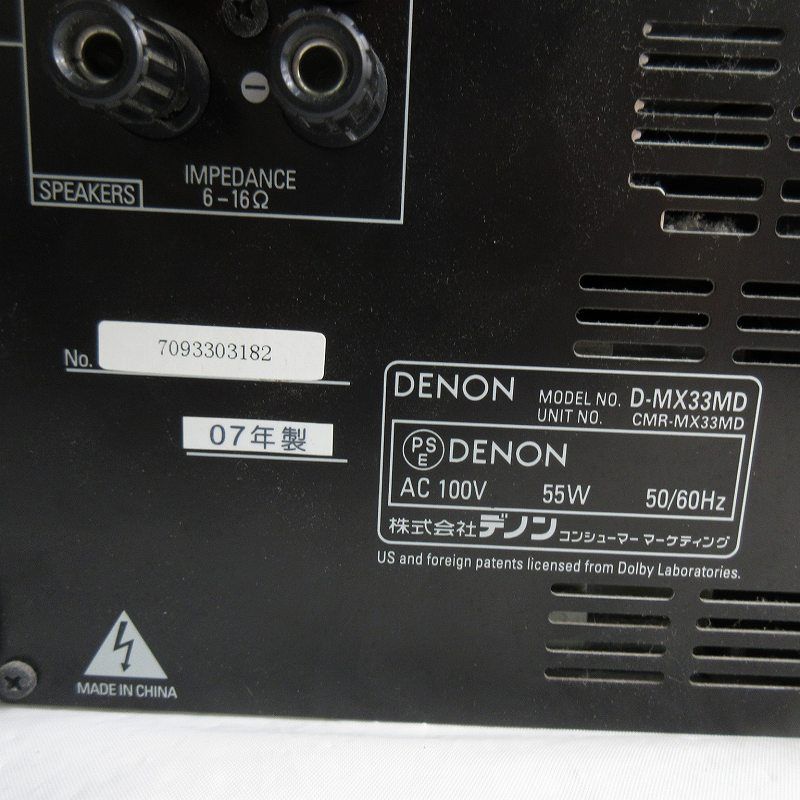 SPEAKERS
IMPEDANCE
6–16Ω
No. 7093303182
07年製
DENON MODEL NO. D-MX33MD
UNIT NO. CMR-MX33MD
PSE DENON
AC 100V 55W 50/60Hz
株式会社デノン コンシューマー マーケティング
US and foreign patents licensed from Dolby Laboratories.
MADE IN CHINA